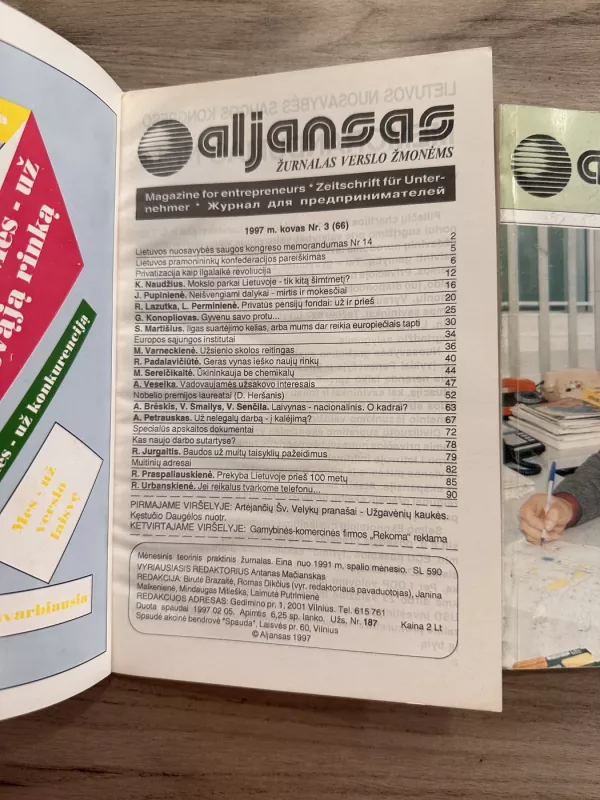 Mes - už
laisvąją rinką
Mes - už konkurenciją
Mes - už
verslo
laisvę
svarbiausia
aljansas
ŽURNALAS VERSLO ŽMONĖMS
Magazine for entrepreneurs * Zeitschrift für Unter-
nehmer * Журнал для предпринимателей
1997 m. kovas Nr. 3 (66)
Lietuvos nuosavybės saugos kongreso memorandumas Nr 14 2
Lietuvos pramonininkų konfederacijos pareiškimas 5
Privatizacija kaip ilgalaikė revoliucija 6
K. Naudžius. Mokslo parkai Lietuvoje - tik kitą šimtmetį? 12
J. Pupinienė. Neišvengiami dalykai - mirtis ir mokesčiai 16
R. Lazutka, L. Perminienė. Privatūs pensijų fondai: už ir prieš 20
G. Konopliovas. Gyvenu savo protu... 25
S. Martišius. Ilgas suartėjimo kelias, arba mums dar reikia europiečiais tapti 30
Europos sąjungos institutai 34
M. Varneckienė. Užsienio skolos reitingas 36
R. Padalavičiūtė. Geras vynas ieško naujų rinkų 40
M. Sereičikaitė. Ūkininkauja be chemikalų 44
A. Veselka. Vadovaujamės užsakovo interesais 47
Nobelio premijos laureatai (D. Heršanis) 52
A. Brėskis, V. Smailys, V. Senčila. Laivynas - nacionalinis. O kadrai? 63
A. Petrauskas. Už nelegalų darbą - į kalėjimą? 67
Specialūs apskaitos dokumentai 72
Kas naujo darbo sutartyse? 78
R. Jurgaitis. Baudos už muitų taisyklių pažeidimus 79
Muitinių adresai 82
R. Praspaliauskienė. Prekyba Lietuvoje prieš 100 metų 85
R. Urbanskienė. Jei reikalus tvarkome telefonu... 90
PIRMAJAME VIRŠELYJE: Artėjančių Šv. Velykų pranašai - Užgavėnių kaukės.
Kęstučio Daugėlos nuotr.
KETVIRTAJAME VIRŠELYJE: Gamybinės-komercinės firmos „Rekoma" reklama
Mėnesinis teorinis praktinis žurnalas. Eina nuo 1991 m. spalio mėnesio. SL 590
VYRIAUSIASIS REDAKTORIUS Antanas Mačianskas
REDAKCIJA: Birutė Brazaitė, Romas Dikčius (vyr. redaktoriaus pavaduotojas), Janina
Malkenienė, Mindaugas Milieška, Laimutė Putrimienė
REDAKCIJOS ADRESAS: Gedimino pr. 1, 2001 Vilnius. Tel. 615 761
Duota spaudai 1997 02 05. Apimės 6,25 sp. lanko. Užs. Nr. 187 Kaina 2 Lt
Spaudė akcinė bendrovė "Spauda", Laisvės pr. 60, Vilnius
© Aljansas 1997